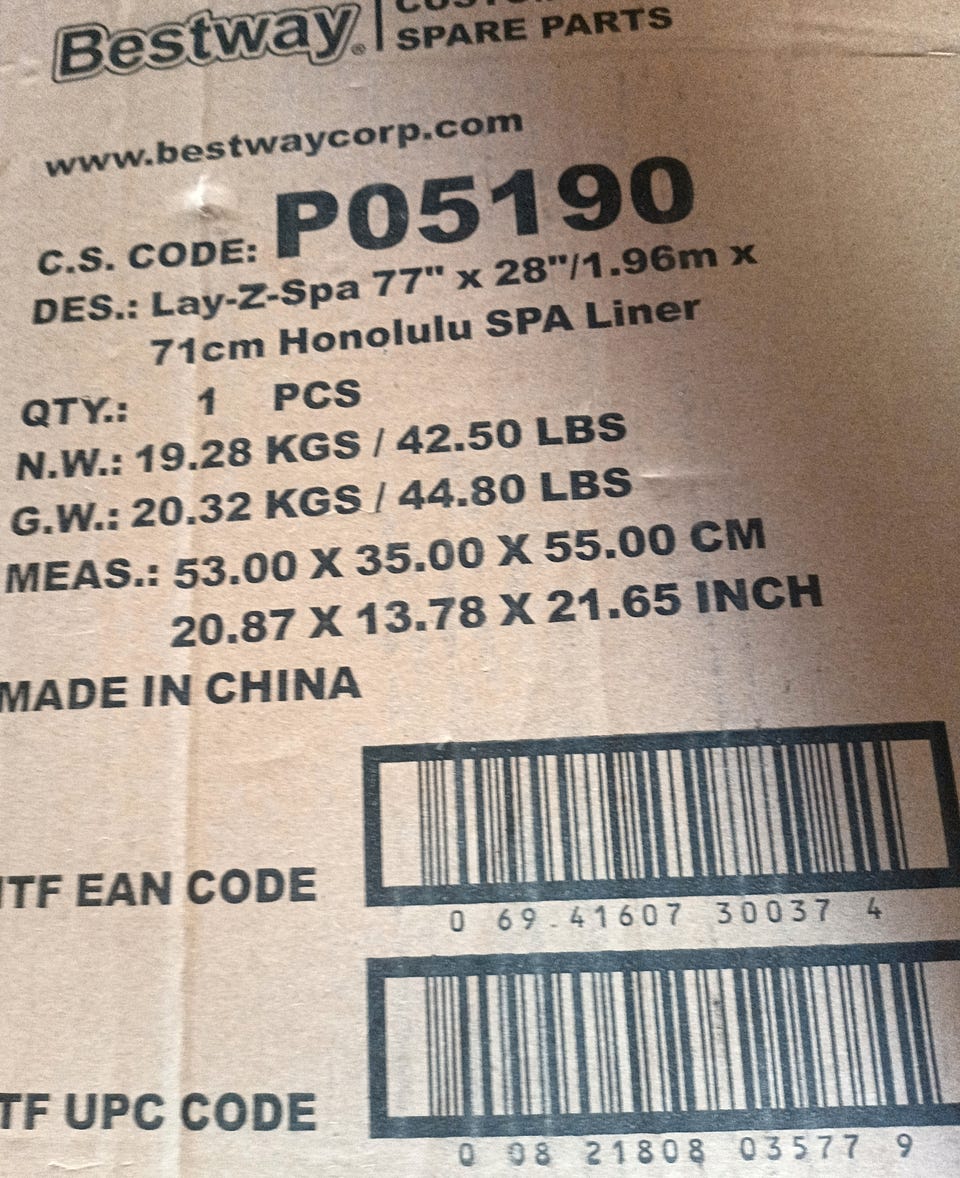 Bestway® | CUSTOM
SPARE PARTS
www.bestwaycorp.com
C.S. CODE: P05190
DES.: Lay-Z-Spa 77" x 28"/1.96m x
71cm Honolulu SPA Liner
QTY.: 1 PCS
N.W.: 19.28 KGS / 42.50 LBS
G.W.: 20.32 KGS / 44.80 LBS
MEAS.: 53.00 X 35.00 X 55.00 CM
20.87 X 13.78 X 21.65 INCH
MADE IN CHINA
ITF EAN CODE
0 69 41607 30037 4
ITF UPC CODE
0 08 21808 03577 9